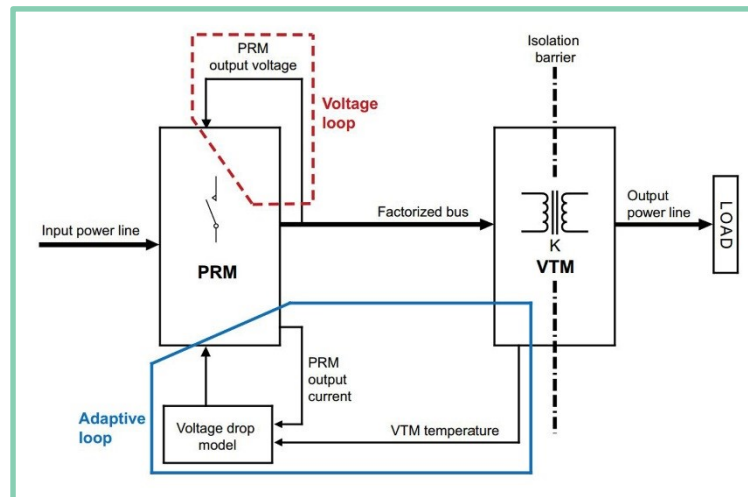 PRM
output voltage
Isolation
barrier
Voltage
loop
Input power line
PRM
Factorized bus
K
VTM
Output
power line
LOAD
PRM
output
current
Adaptive
loop
Voltage drop
model
VTM temperature